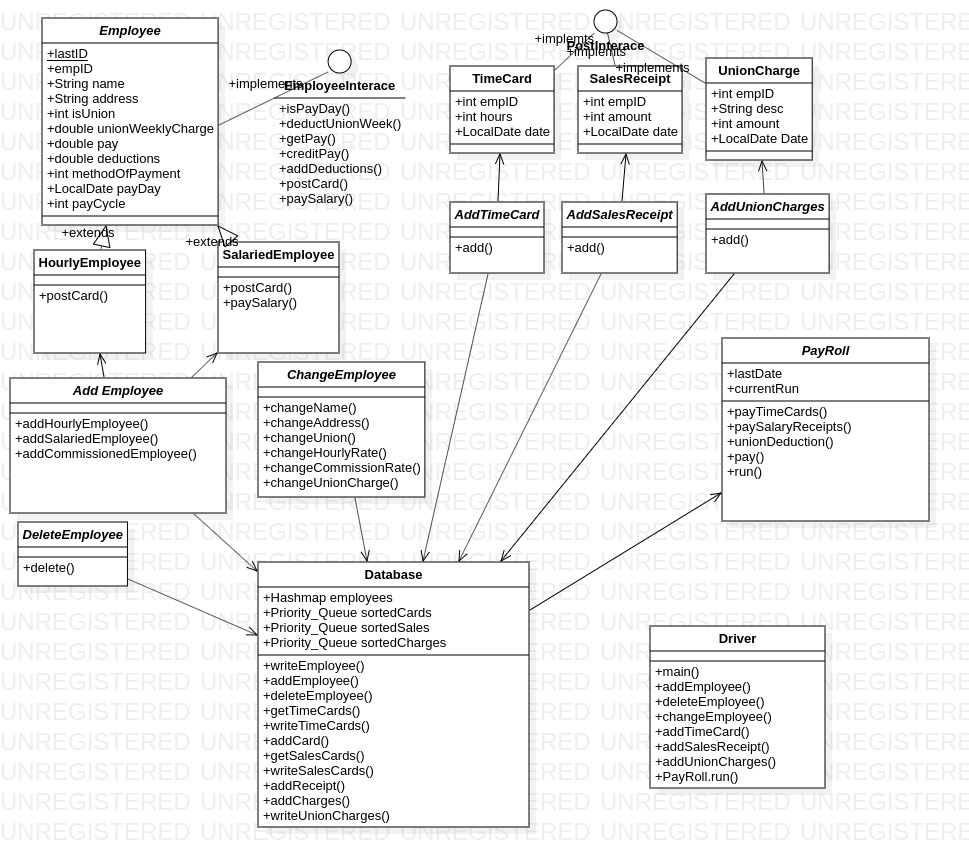 Employee
+lastID
+empID
+String name
+String address
+int isUnion
+double unionWeeklyCharge
+double pay
+double deductions
+int methodOfPayment
+LocalDate payDay
+int payCycle
+implements
EmployeeInterace
+isPayDay()
+deductUnionWeek()
+getPay()
+creditPay()
+addDeductions()
+postCard()
+paySalary()
+implemts
PostInterace
+implemts
+implements
TimeCard
+int empID
+int hours
+LocalDate date
SalesReceipt
+int empID
+int amount
+LocalDate date
UnionCharge
+int empID
+String desc
+int amount
+LocalDate Date
AddTimeCard
+add()
AddSalesReceipt
+add()
AddUnionCharges
+add()
+extends
+extends
HourlyEmployee
+postCard()
SalariedEmployee
+postCard()
+paySalary()
Add Employee
+addHourlyEmployee()
+addSalariedEmployee()
+addCommissionedEmployee()
ChangeEmployee
+changeName()
+changeAddress()
+changeUnion()
+changeHourlyRate()
+changeCommissionRate()
+changeUnionCharge()
PayRoll
+lastDate
+currentRun
+payTimeCards()
+paySalaryReceipts()
+unionDeduction()
+pay()
+run()
DeleteEmployee
+delete()
Database
+Hashmap employees
+Priority_Queue sortedCards
+Priority_Queue sortedSales
+Priority_Queue sortedCharges
+writeEmployee()
+addEmployee()
+deleteEmployee()
+getTimeCards()
+writeTimeCards()
+addCard()
+getSalesCards()
+writeSalesCards()
+addReceipt()
+addCharges()
+writeUnionCharges()
Driver
+main()
+addEmployee()
+deleteEmployee()
+changeEmployee()
+addTimeCard()
+addSalesReceipt()
+addUnionCharges()
+PayRoll.run()
UNREGISTERED